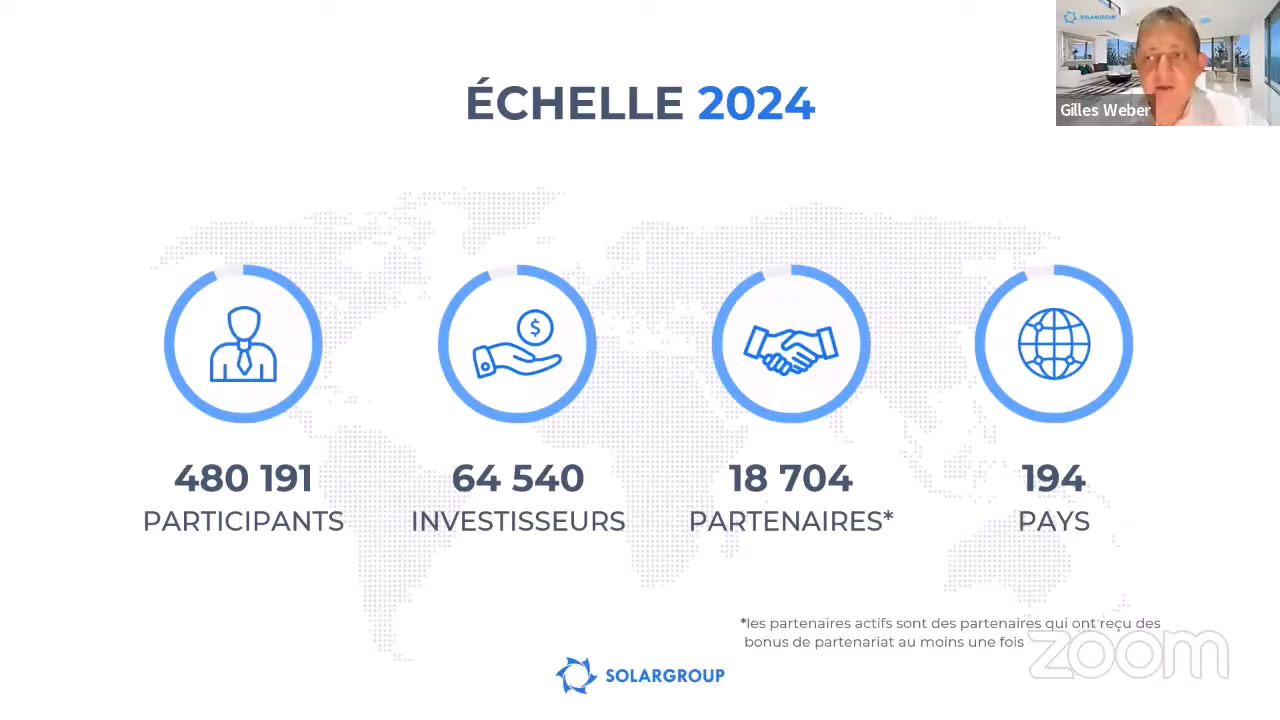 SOLARGROUP
Gilles Weber
ÉCHELLE 2024
$
480 191
PARTICIPANTS
64 540
INVESTISSEURS
18 704
PARTENAIRES*
194
PAYS
*les partenaires actifs sont des partenaires qui ont reçu des
bonus de partenariat au moins une fois
zoom
SOLARGROUP